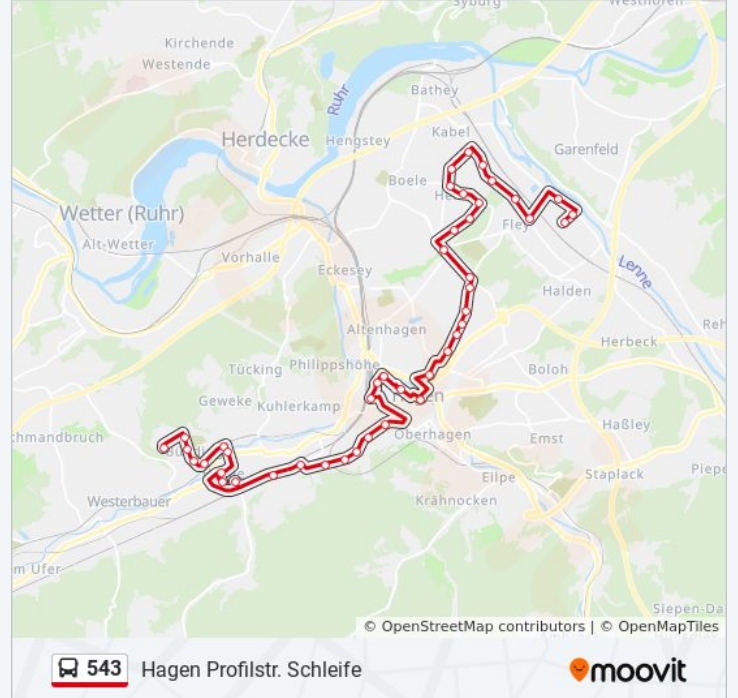 Syburg
Westhofen
Kirchende
Westende
Ruhr
Bathey
Kabel
Herdecke
Hengstey
Garenfeld
Boele
He
Wetter (Ruhr)
Fley
Alt-Wetter
Vorhalle
Eckesey
Lenne
Halden
Altenhagen
Reh
Herbeck
Tücking
Philippshöhe
Boloh
Geweke
Kuhlerkamp
Hagen
Haßley
chmandbruch
Oberhagen
Emst
Eilpe
Staplack
Piepe
Westerbauer
Krähnocken
m Ufer
Siepen-Da
© OpenStreetMap contributors | © OpenMapTiles
543 Hagen Profilstr. Schleife
moovit